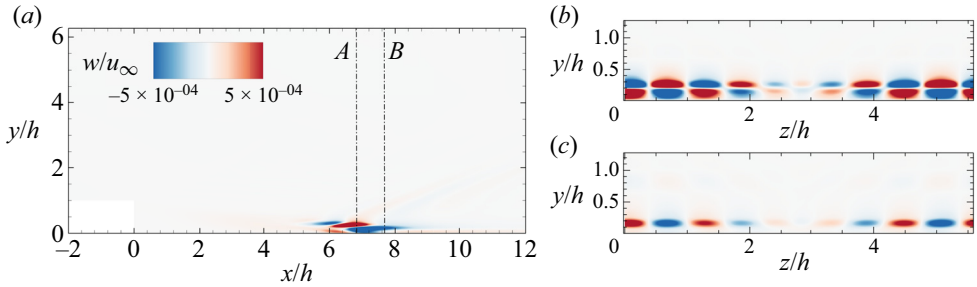 (a)
6
4
2
0
y/h
w/u∞
−5 × 10⁻⁰⁴ 5 × 10⁻⁰⁴
A B
−2 0 2 4 6 8 10 12
x/h
(b)
y/h
1.0
0.5
0 2 4
z/h
(c)
y/h
1.0
0.5
0 2 4
z/h